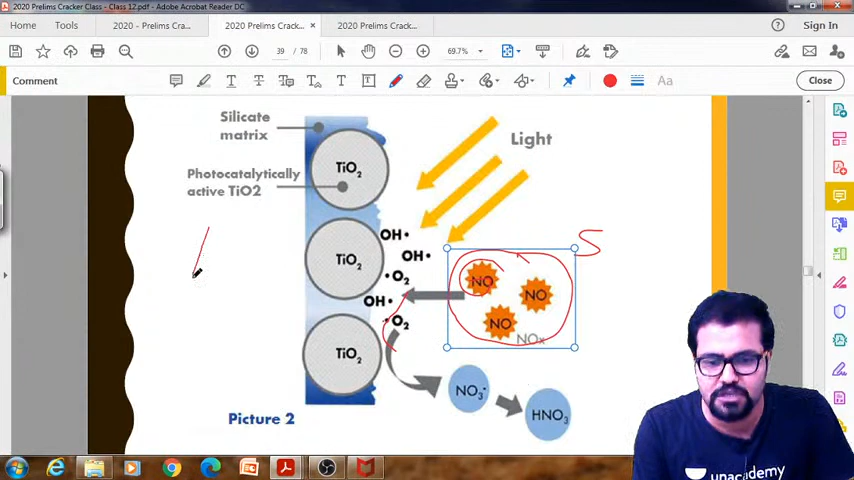 2020 Prelims Cracker Class - Class 12.pdf - Adobe Acrobat Reader DC
Home
Tools
2020 - Prelims Cra...
2020 Prelims Crack...
2020 Prelims Crack...
Sign In
39 / 78
69.7%
Comment
Aa
Close
Silicate
matrix
Light
Photocatalytically
active TiO2
TiO2
TiO2
TiO2
OH•
OH•
•O2
OH•
•O2
NO
NO
NO
NOx
S
NO3•
HNO3
Picture 2
unacademy